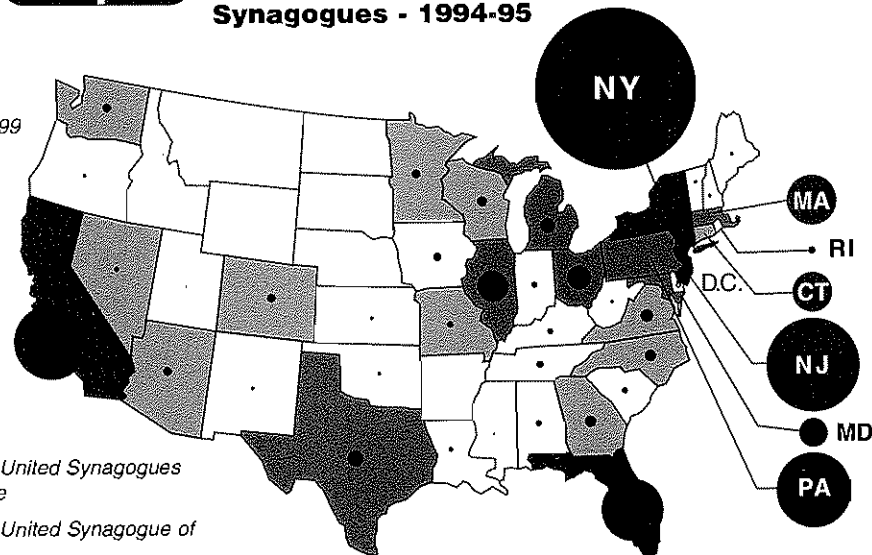 Synagogues - 1994-95
99
NY
MA
RI
D.C.
CT
NJ
MD
PA
United Synagogues
e
United Synagogue of